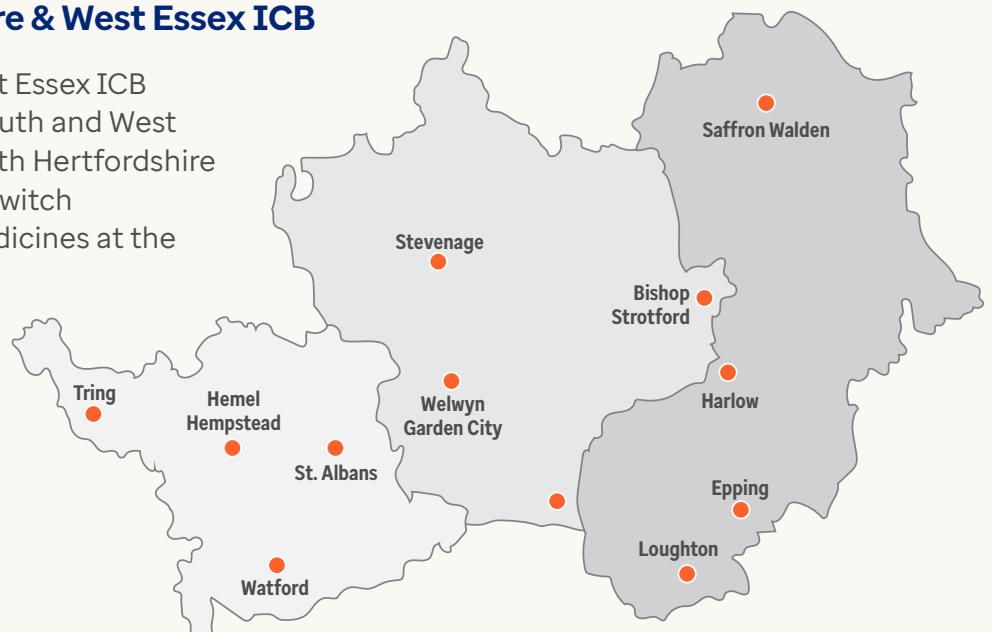 re & West Essex ICB
t Essex ICB
uth and West
th Hertfordshire
witch
dicines at the
Saffron Walden
Stevenage
Bishop
Strotford
Tring
Hemel
Hempstead
Welwyn
Garden City
Harlow
St. Albans
Epping
Loughton
Watford